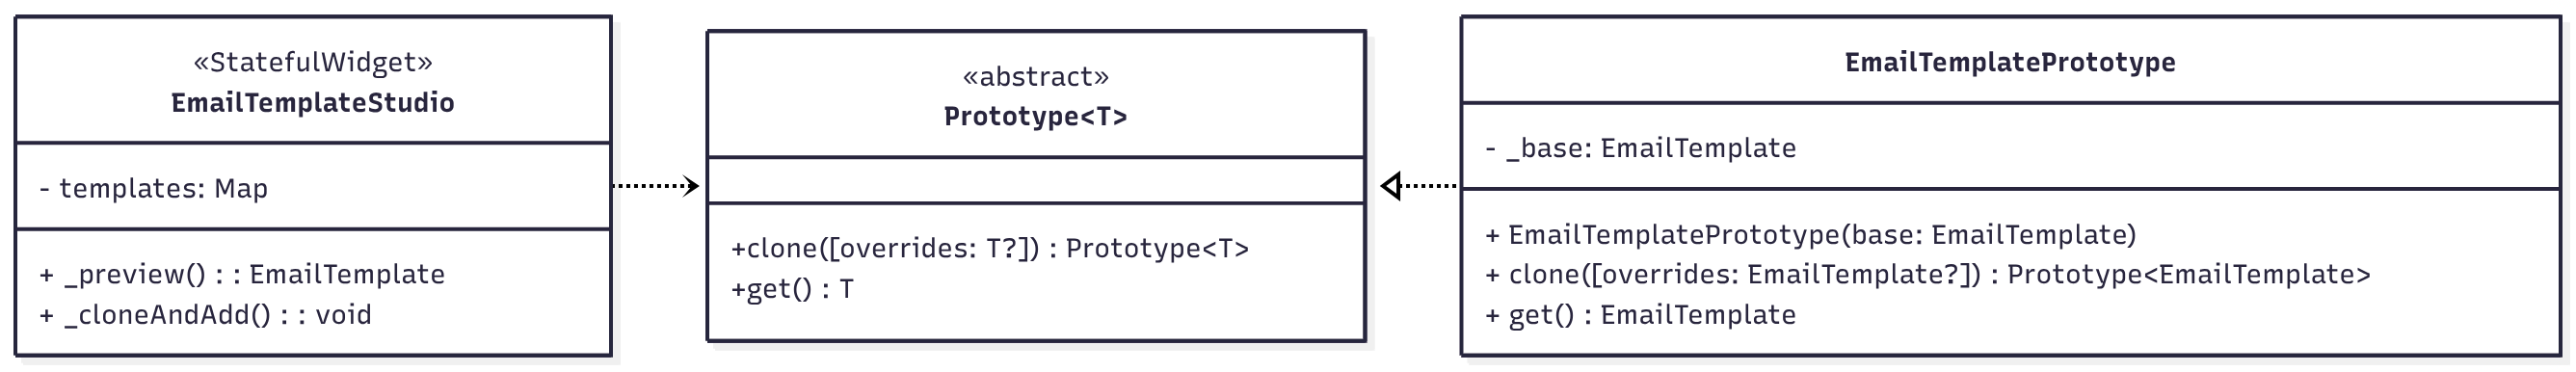 «StatefulWidget»
EmailTemplateStudio
- templates: Map
+ _preview() : : EmailTemplate
+ _cloneAndAdd() : : void
«abstract»
Prototype<T>
+clone([overrides: T?]) : Prototype<T>
+get() : T
EmailTemplatePrototype
- _base: EmailTemplate
+ EmailTemplatePrototype(base: EmailTemplate)
+ clone([overrides: EmailTemplate?]) : Prototype<EmailTemplate>
+ get() : EmailTemplate